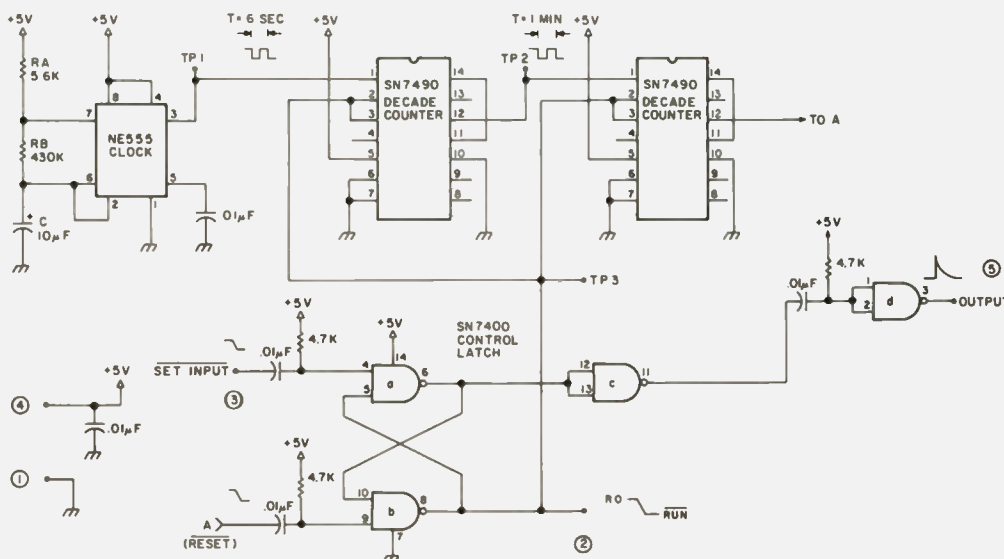 +5V
+5V
T= 6 SEC
+5V
T= 1 MIN
+5V
TP1
TP2
RA
5.6K
8
4
7
3
NE555
CLOCK
RB
430K
6
5
2
1
+
C
10µF
.01µF
1
2
3
4
5
6
7
SN7490
DECADE
COUNTER
14
13
12
11
10
9
8
1
2
3
4
5
6
7
SN7490
DECADE
COUNTER
14
13
12
11
10
9
8
TO A
TP3
+5V
4.7K
.01µF
1
2
d
3
5
OUTPUT
+5V
4.7K
.01µF
SET INPUT
3
+5V
14
4
5
a
6
SN7400
CONTROL
LATCH
12
13
c
11
+5V
4
.01µF
1
+5V
4.7K
.01µF
A
(RESET)
10
9
b
8
7
RO
RUN
2